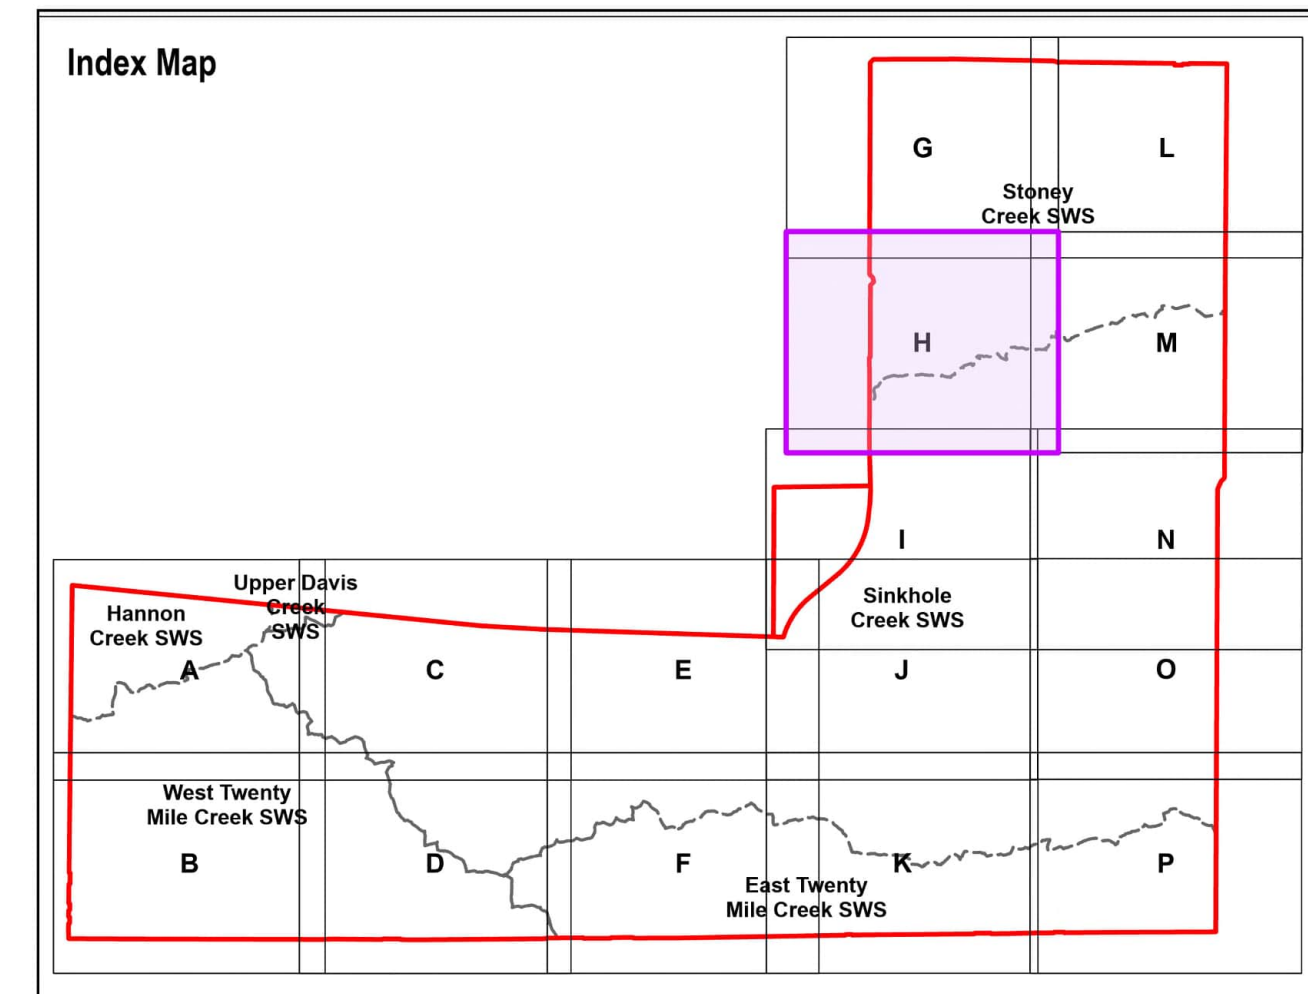 Index Map
G
L
Stoney
Creek SWS
H
M
I
N
Upper Davis
Creek
SWS
Hannon
Creek SWS
Sinkhole
Creek SWS
A
C
E
J
O
West Twenty
Mile Creek SWS
B
D
F
K
P
East Twenty
Mile Creek SWS